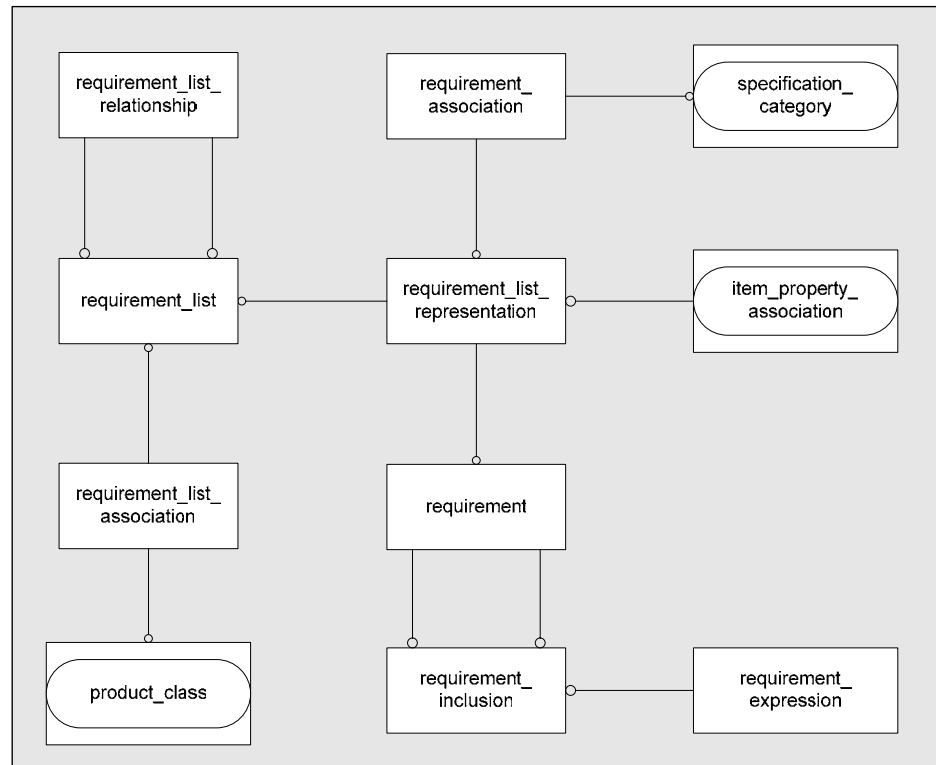 requirement_list_
relationship
requirement_
association
specification_
category
requirement_list
requirement_list_
representation
item_property_
association
requirement_list_
association
requirement
product_class
requirement_
inclusion
requirement_
expression